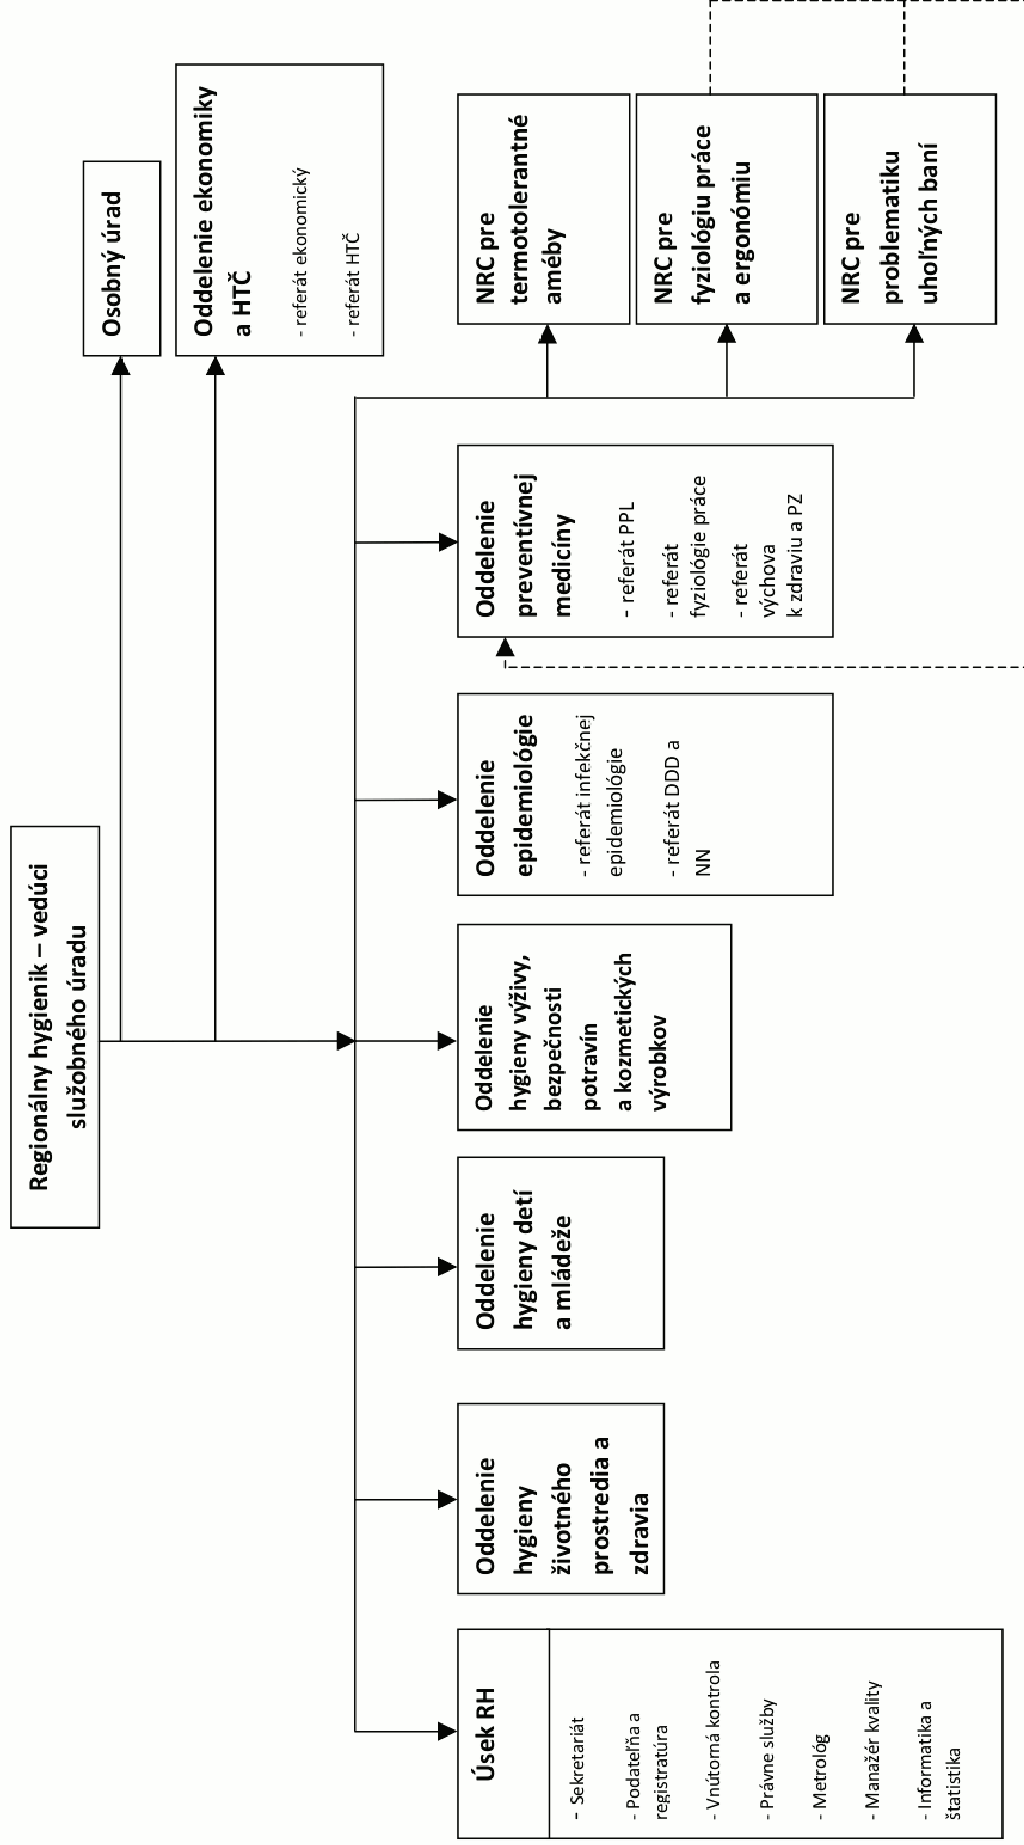 Regionálny hygienik – vedúci
služobného úradu
Osobný úrad
Oddelenie ekonomiky
a HTČ
- referát ekonomický
- referát HTČ
Úsek RH
- Sekretariát
- Podateľňa a
registratúra
- Vnútorná kontrola
- Právne služby
- Metrológ
- Manažér kvality
- Informatika a
štatistika
Oddelenie
hygieny
životného
prostredia a
zdravia
Oddelenie
hygieny detí
a mládeže
Oddelenie
hygieny výživy,
bezpečnosti
potravín
a kozmetických
výrobkov
Oddelenie
epidemiológie
- referát infekčnej
epidemiológie
- referát DDD a
NN
Oddelenie
preventívnej
medicíny
- referát PPL
- referát
fyziológie práce
- referát
výchova
k zdraviu a PZ
NRC pre
termotolerantné
améby
NRC pre
fyziológiu práce
a ergonómiu
NRC pre
problematiku
uhoľných baní